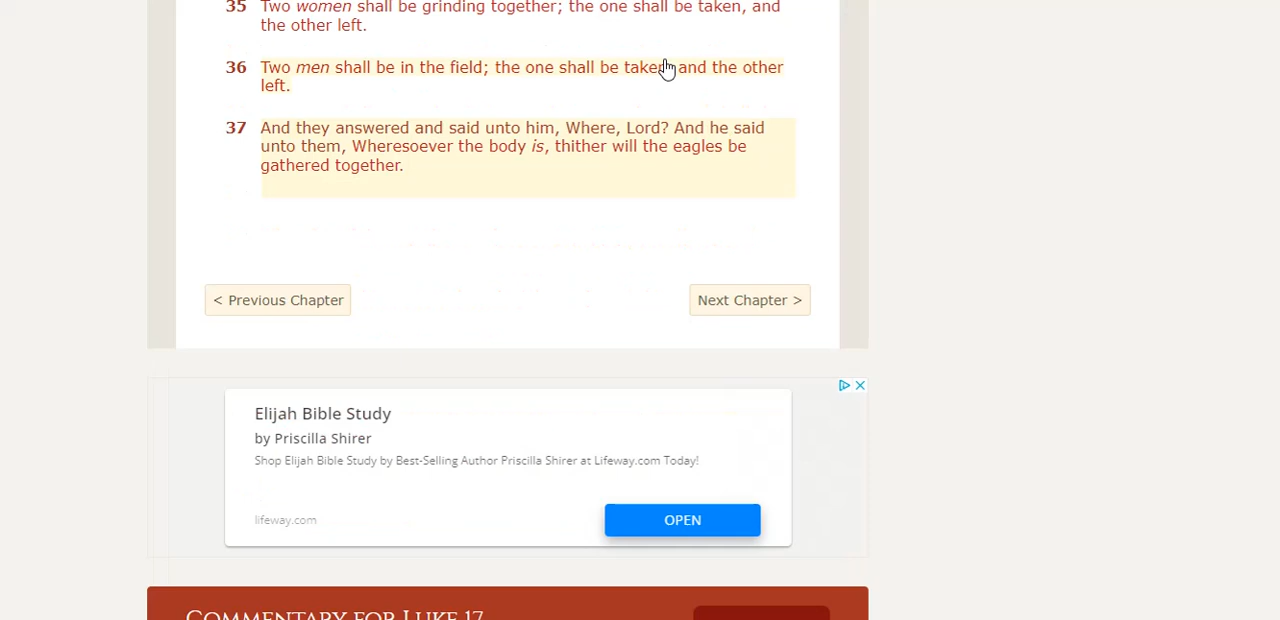 35 Two women shall be grinding together; the one shall be taken, and
the other left.
36 Two men shall be in the field; the one shall be taken, and the other
left.
37 And they answered and said unto him, Where, Lord? And he said
unto them, Wheresoever the body is, thither will the eagles be
gathered together.
< Previous Chapter
Next Chapter >
Elijah Bible Study
by Priscilla Shirer
Shop Elijah Bible Study by Best-Selling Author Priscilla Shirer at Lifeway.com Today!
lifeway.com
OPEN
Commentary for Luke 17